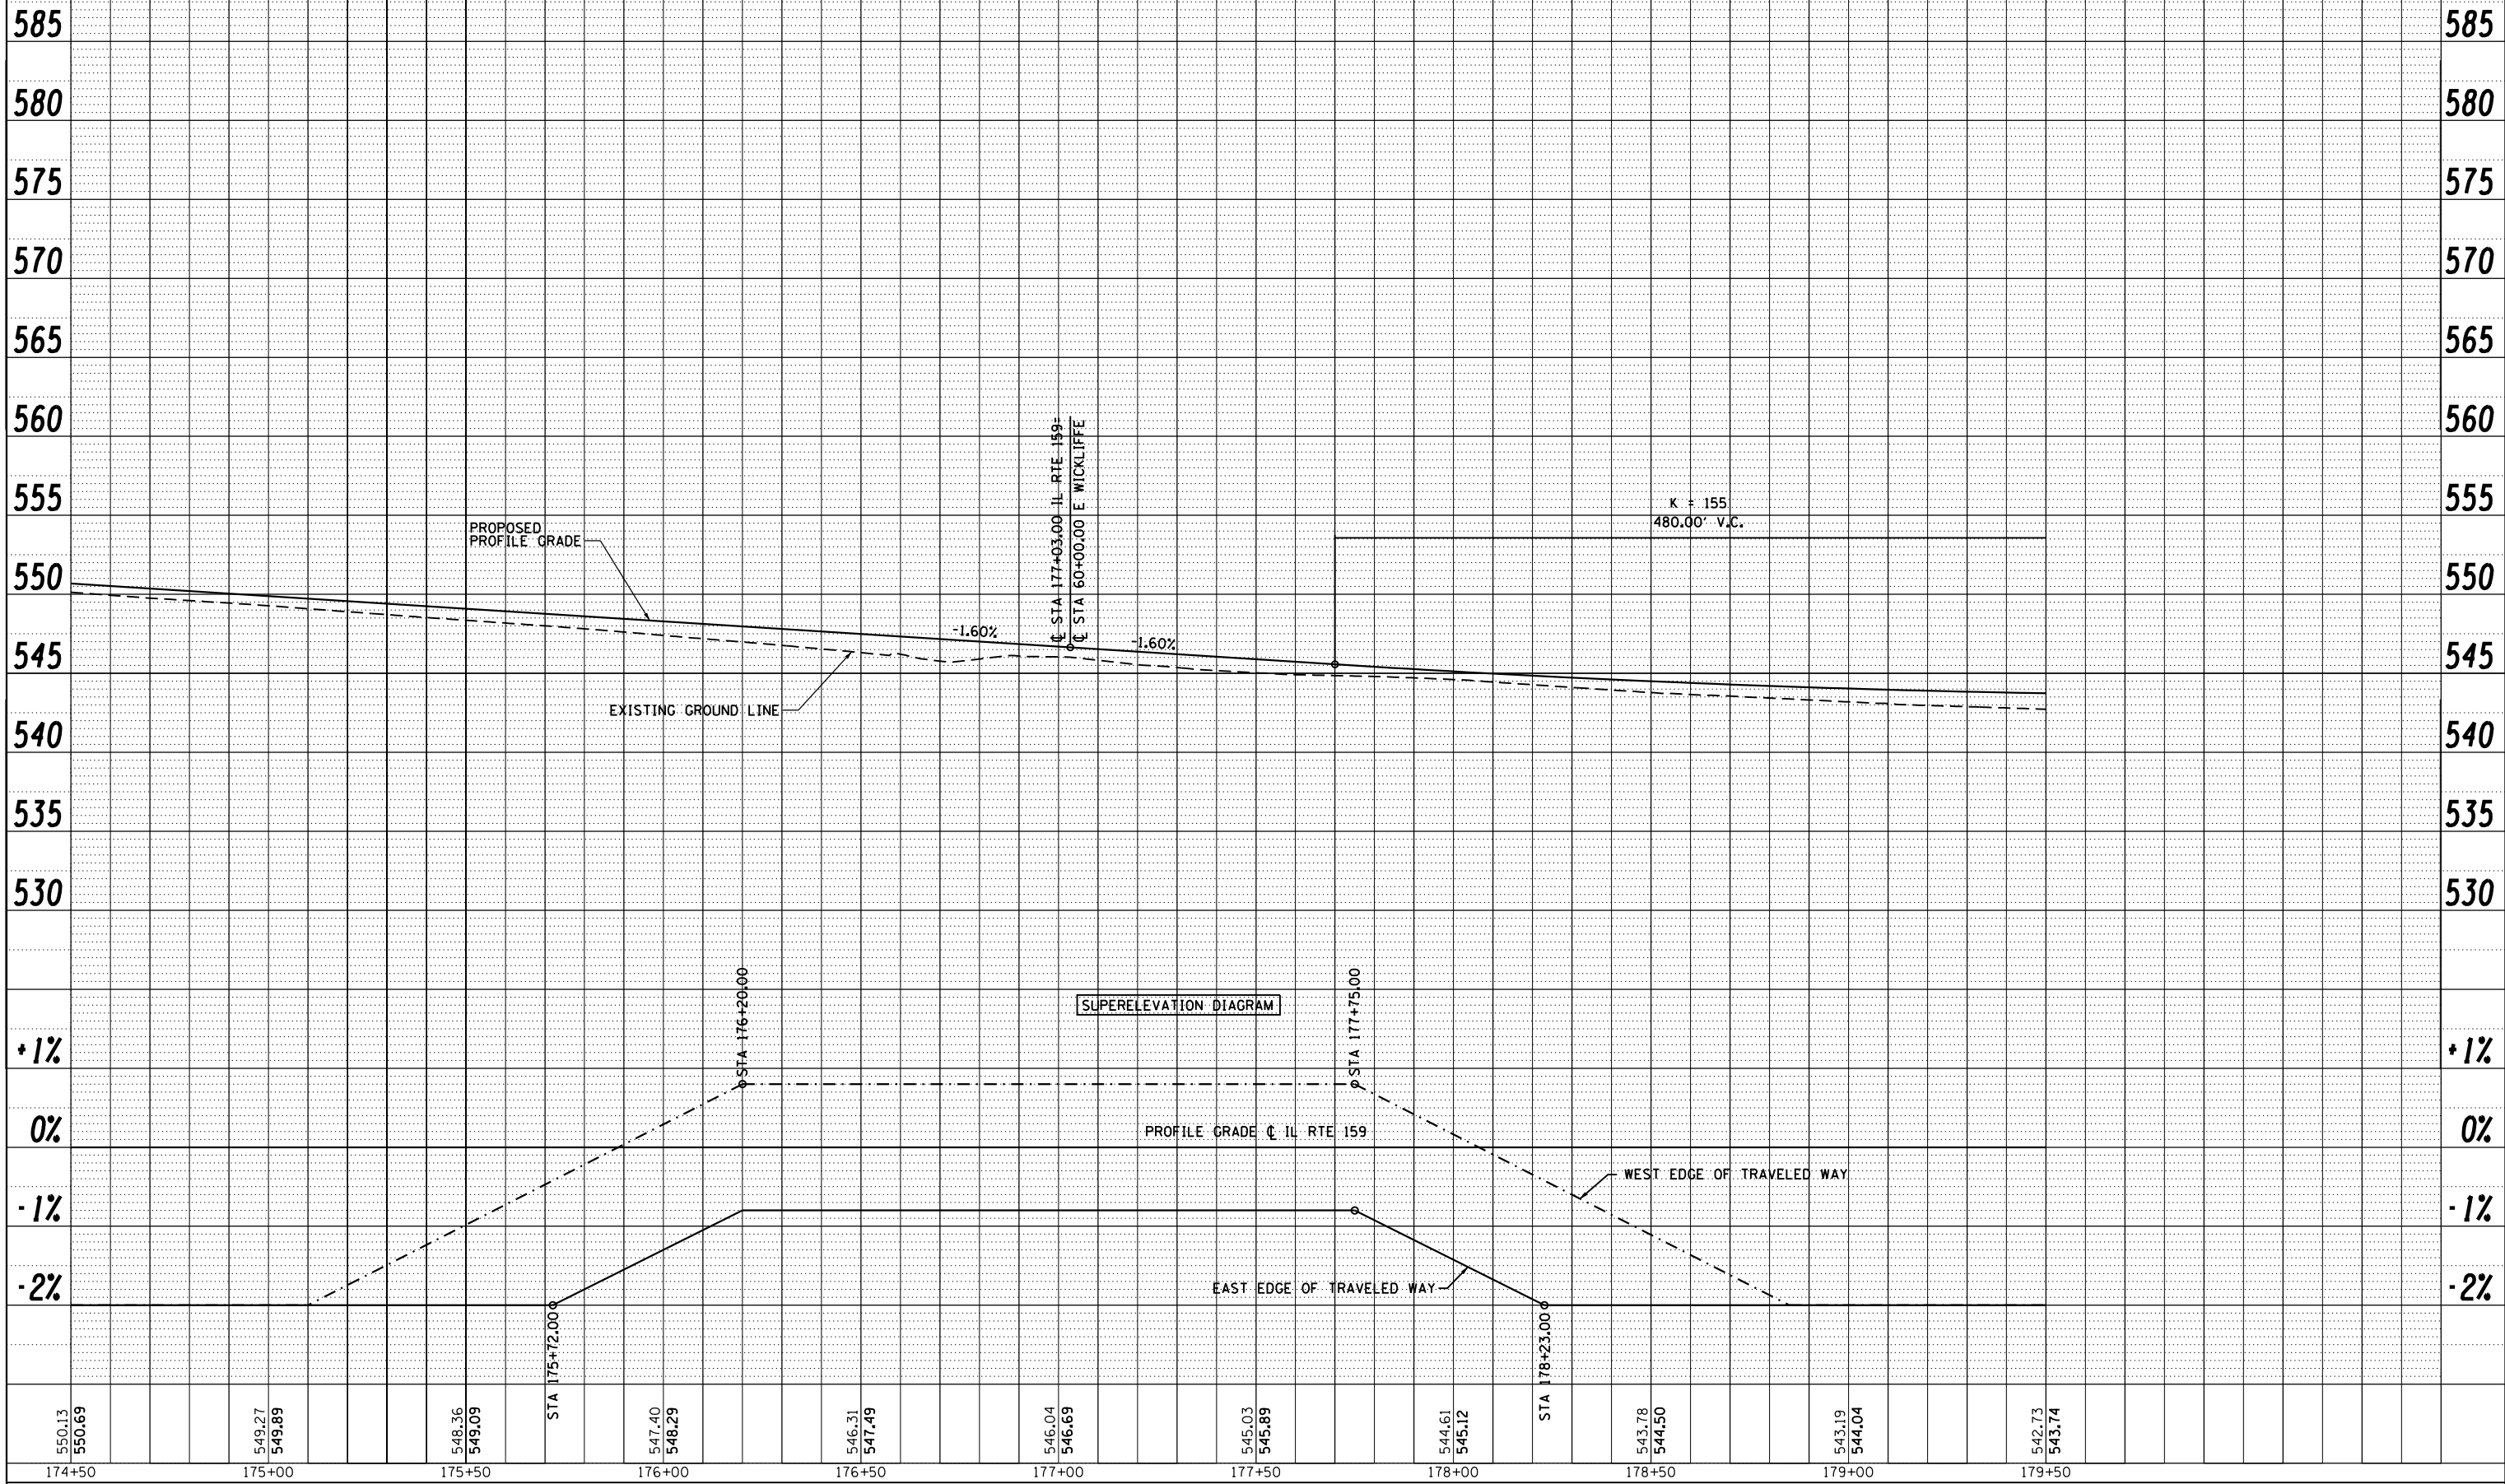 585 585
580 580
575 575
570 570
565 565
560 560
℄ STA 177+03.00 IL RTE 159=
℄ STA 60+00.00 E WICKLIFFE
555 555
K = 155
480.00' V.C.
PROPOSED
PROFILE GRADE
550 550
-1.60%
-1.60%
545 545
EXISTING GROUND LINE
540 540
535 535
530 530
STA 176+20.00
SUPERELEVATION DIAGRAM
STA 177+75.00
+1% +1%
0% 0%
PROFILE GRADE ℄ IL RTE 159
WEST EDGE OF TRAVELED WAY
-1% -1%
EAST EDGE OF TRAVELED WAY
-2% -2%
STA 175+72.00
STA 178+23.00
550.13 549.27 548.36 547.40 546.31 546.04 545.03 544.61 543.78 543.19 542.73
550.69 549.89 549.09 548.29 547.49 546.69 545.89 545.12 544.50 544.04 543.74
174+50 175+00 175+50 176+00 176+50 177+00 177+50 178+00 178+50 179+00 179+50